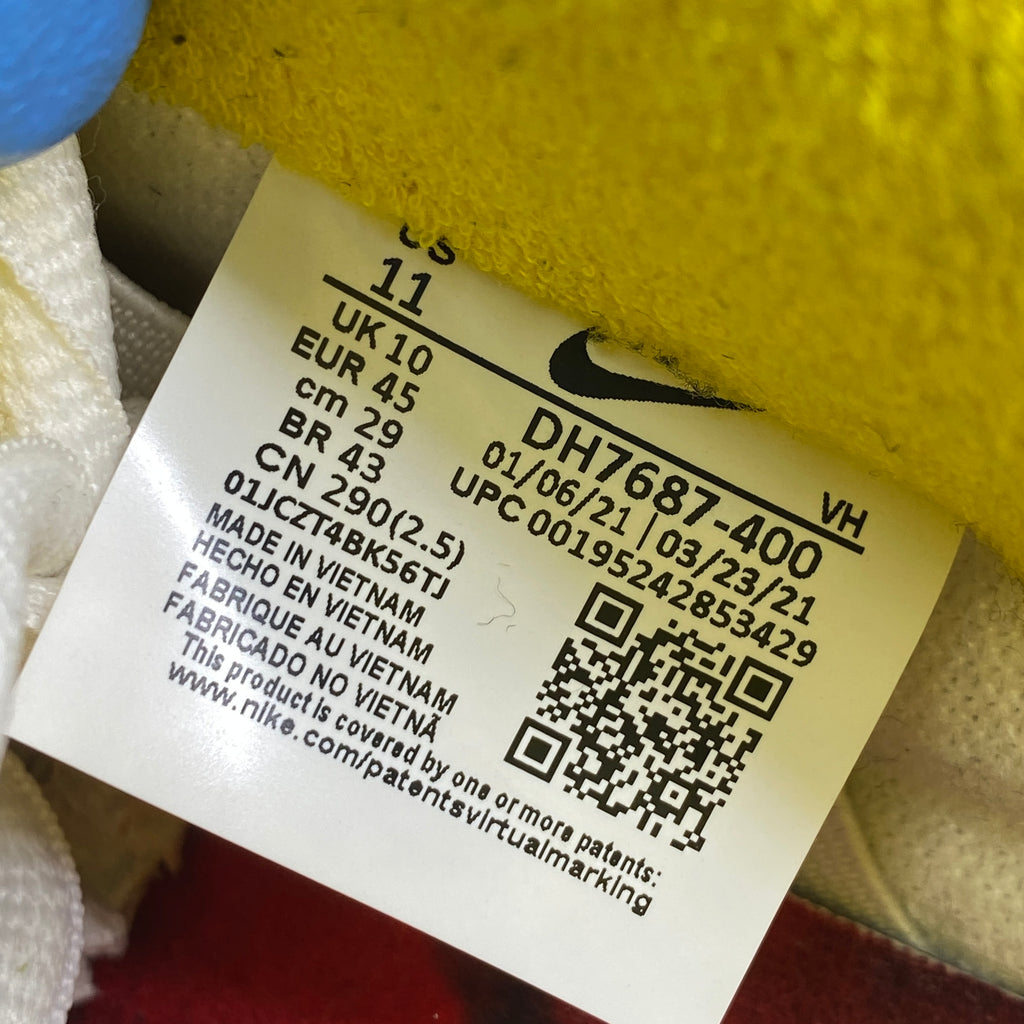 US
11
UK 10
EUR 45
cm 29
BR 43
CN 290(2.5)
01JCZT4BK56TJ
MADE IN VIETNAM
HECHO EN VIETNAM
FABRIQUE AU VIETNAM
FABRICADO NO VIETNÃ
This product is covered by one or more patents:
www.nike.com/patentsvirtualmarking
VH
DH7687-400
01/06/21 | 03/23/21
UPC 00195242853429